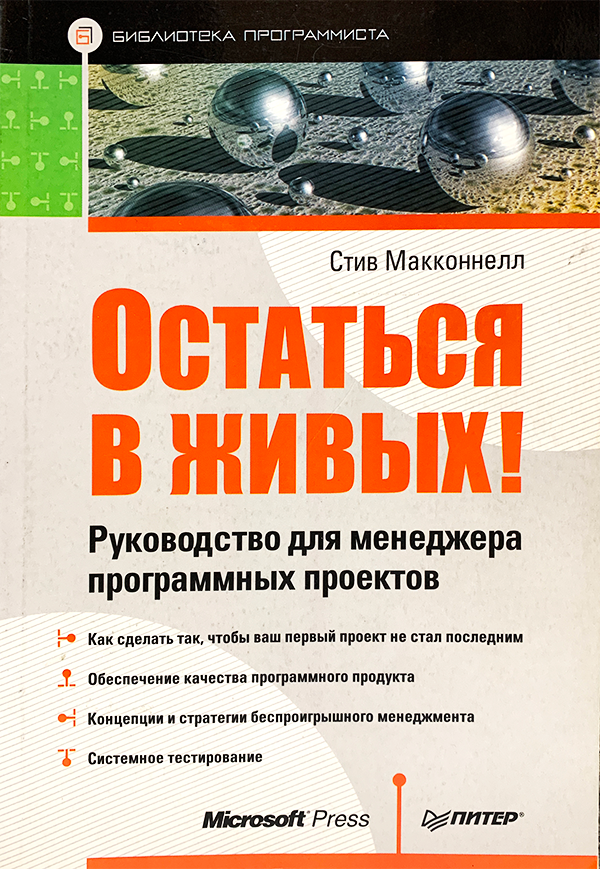 БИБЛИОТЕКА ПРОГРАММИСТА
Стив Макконнелл
ОСТАТЬСЯ
В ЖИВЫХ!
Руководство для менеджера
программных проектов
Как сделать так, чтобы ваш первый проект не стал последним
Обеспечение качества программного продукта
Концепции и стратегии беспроигрышного менеджмента
Системное тестирование
Microsoft Press
ПИТЕР®